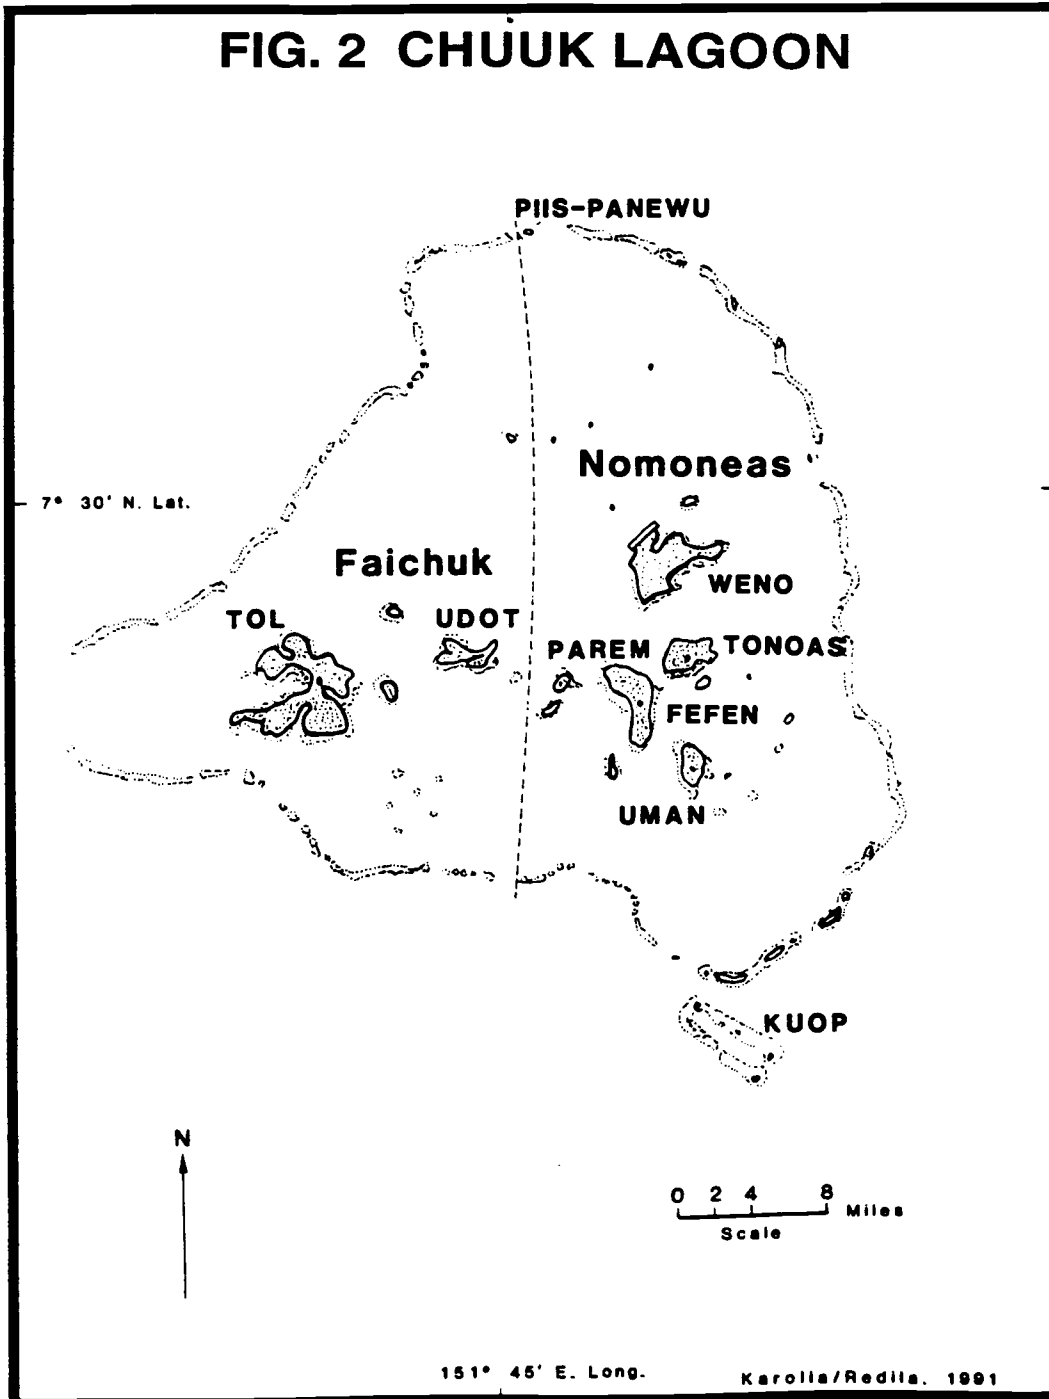 FIG. 2 CHUUK LAGOON
PIIS-PANEWU
Nomoneas
7° 30' N. Lat.
Faichuk
WENO
TOL
UDOT
PAREM
TONOAS
FEFEN
UMAN
KUOP
N
0 2 4 8 Miles
Scale
151° 45' E. Long.
Karolla/Redila. 1991